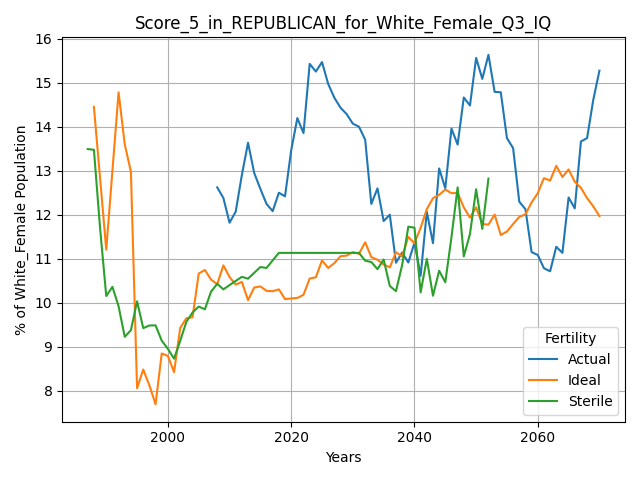 Score_5_in_REPUBLICAN_for_White_Female_Q3_IQ
% of White_Female Population
16
15
14
13
12
11
10
9
8
2000 2020 2040 2060
Years
Fertility
Actual
Ideal
Sterile